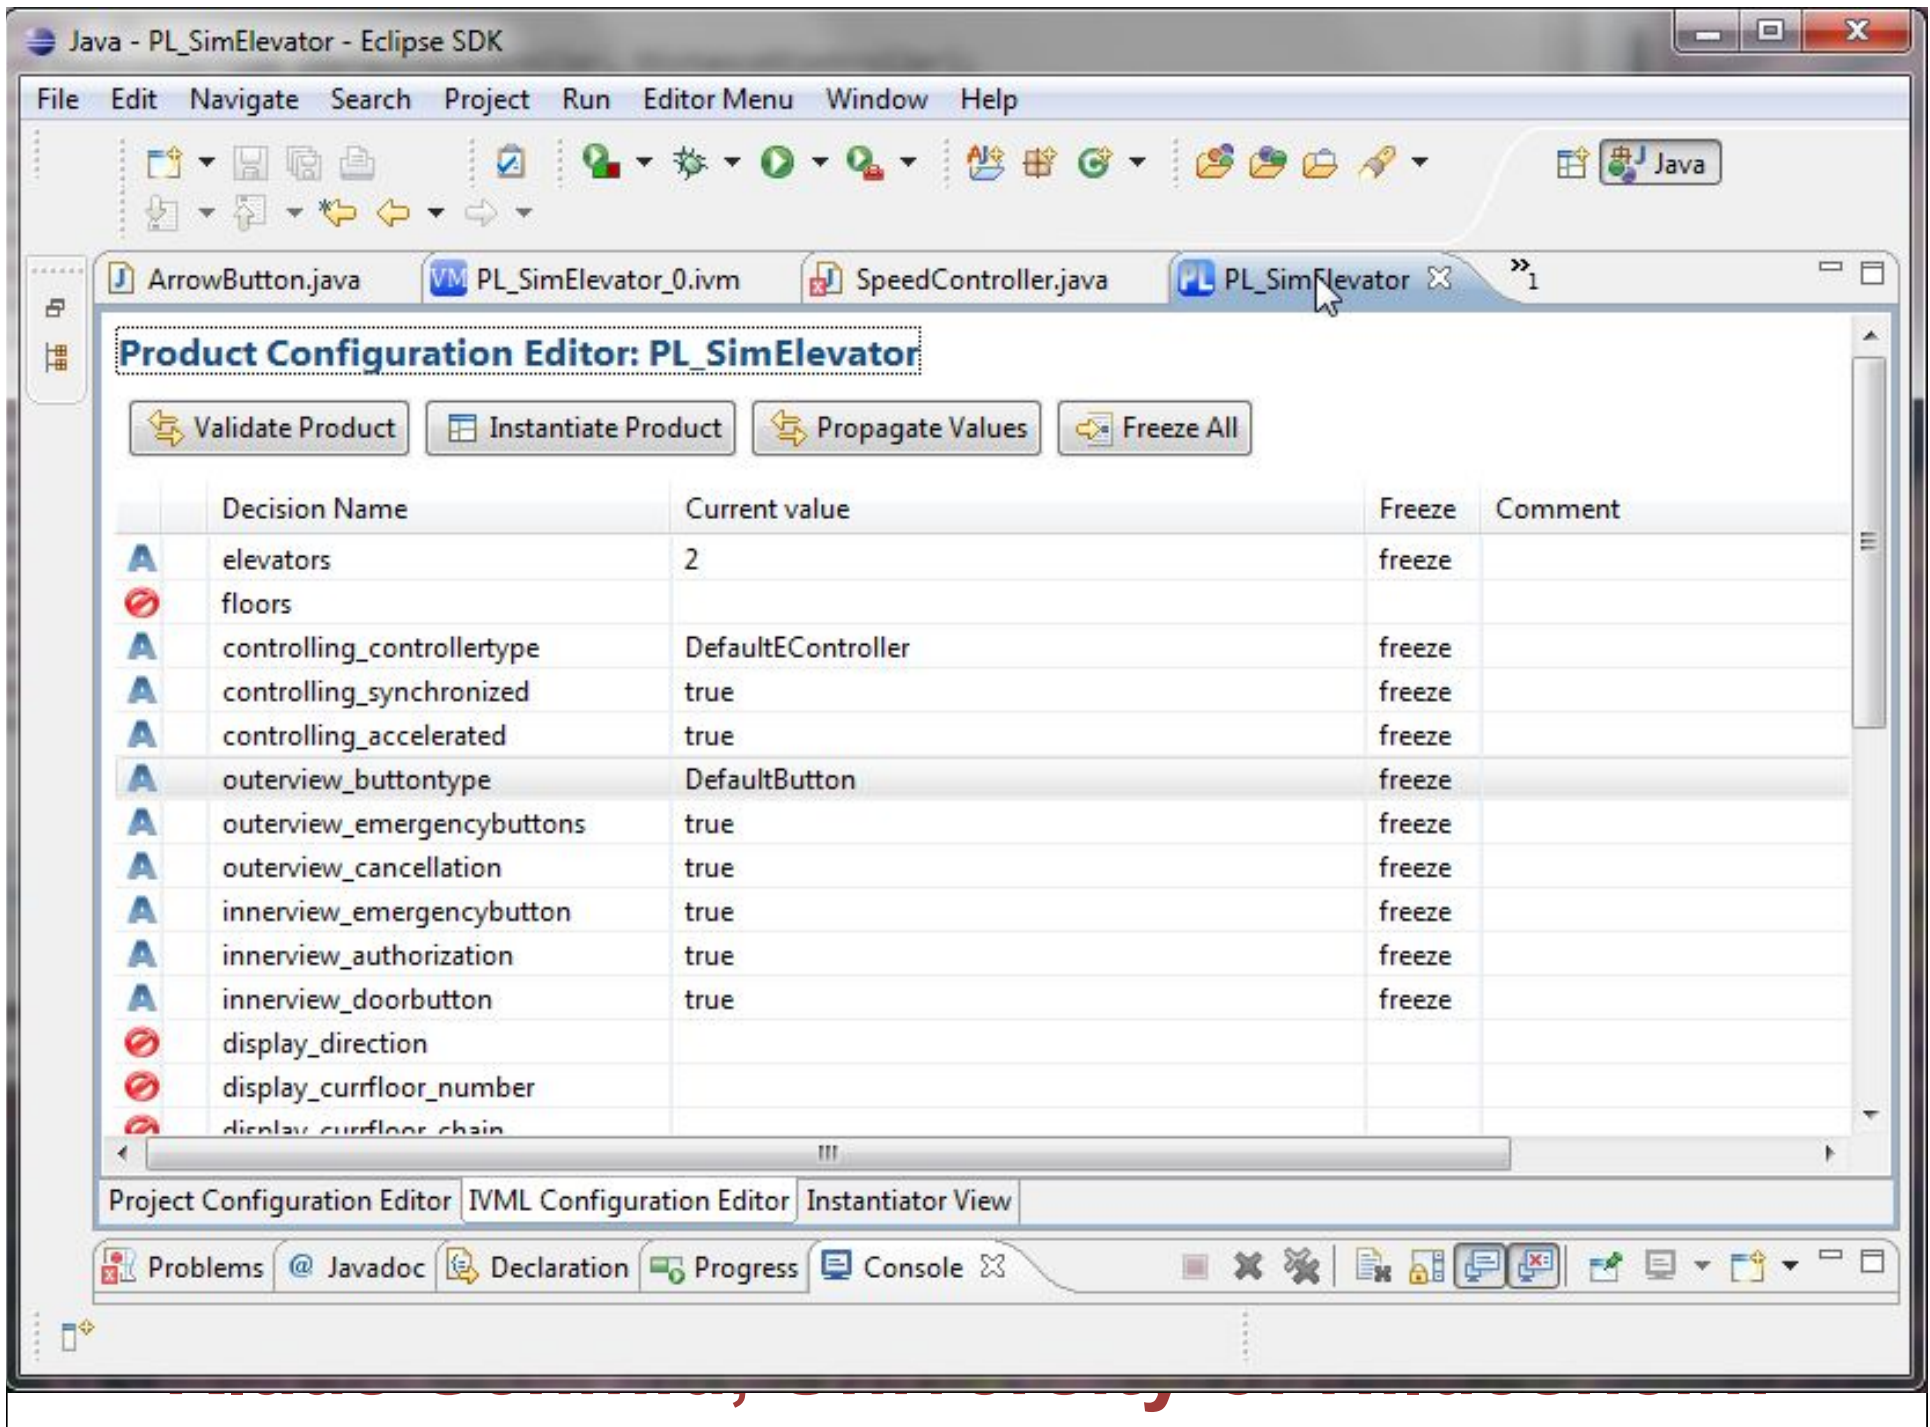 Java - PL_SimElevator - Eclipse SDK
File Edit Navigate Search Project Run Editor Menu Window Help
Java
ArrowButton.java PL_SimElevator_0.ivm SpeedController.java PL_SimElevator »1
Product Configuration Editor: PL_SimElevator
Validate Product Instantiate Product Propagate Values Freeze All
Decision Name Current value Freeze Comment
elevators 2 freeze
floors
controlling_controllertype DefaultEController freeze
controlling_synchronized true freeze
controlling_accelerated true freeze
outerview_buttontype DefaultButton freeze
outerview_emergencybuttons true freeze
outerview_cancellation true freeze
innerview_emergencybutton true freeze
innerview_authorization true freeze
innerview_doorbutton true freeze
display_direction
display_currfloor_number
display_currfloor_chain
Project Configuration Editor IVML Configuration Editor Instantiator View
Problems @ Javadoc Declaration Progress Console